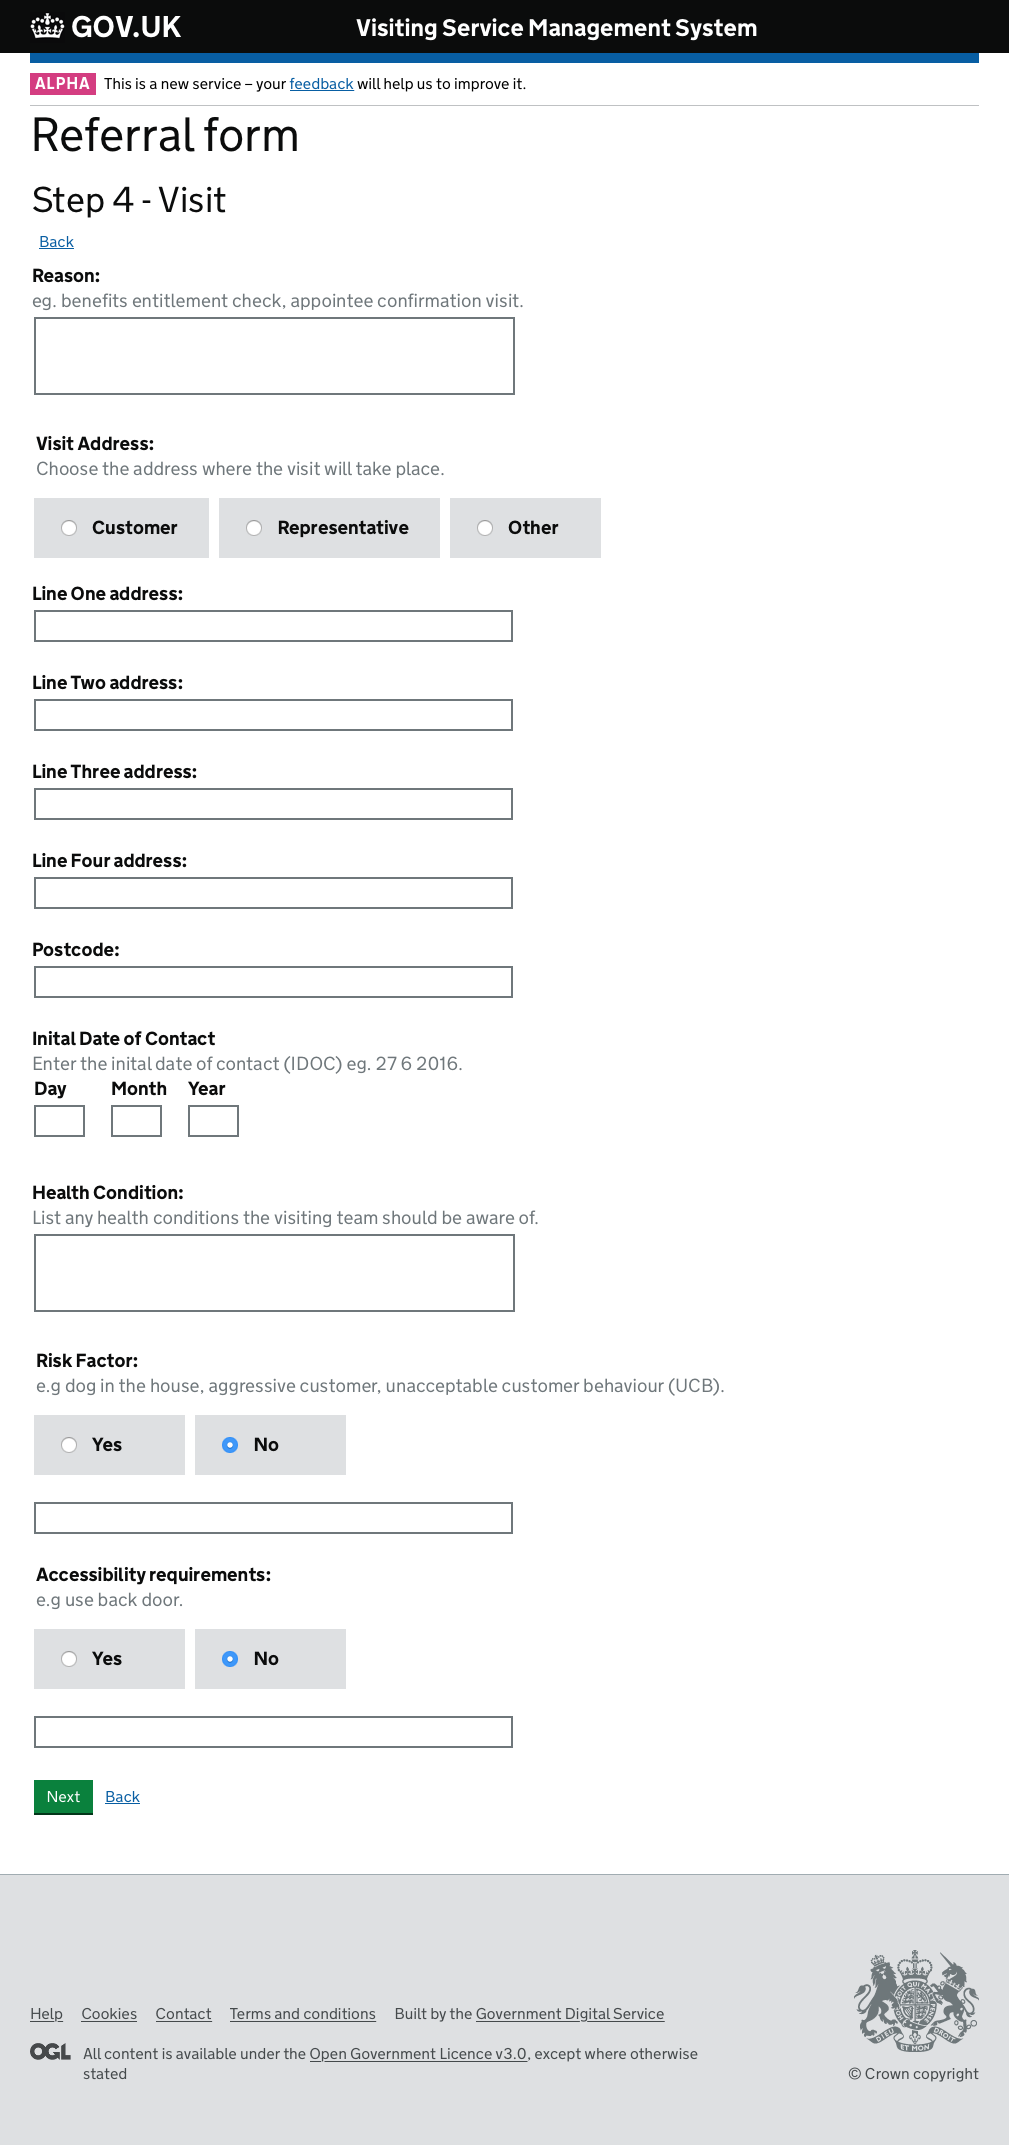 GOV.UK
Visiting Service Management System
ALPHA This is a new service – your feedback will help us to improve it.
Referral form
Step 4 - Visit
Back
Reason:
eg. benefits entitlement check, appointee confirmation visit.
Visit Address:
Choose the address where the visit will take place.
Customer Representative Other
Line One address:
Line Two address:
Line Three address:
Line Four address:
Postcode:
Inital Date of Contact
Enter the inital date of contact (IDOC) eg. 27 6 2016.
Day Month Year
Health Condition:
List any health conditions the visiting team should be aware of.
Risk Factor:
e.g dog in the house, aggressive customer, unacceptable customer behaviour (UCB).
Yes No
Accessibility requirements:
e.g use back door.
Yes No
Next Back
Help Cookies Contact Terms and conditions Built by the Government Digital Service
OGL All content is available under the Open Government Licence v3.0, except where otherwise
stated
DIEU ET MON DROIT
© Crown copyright